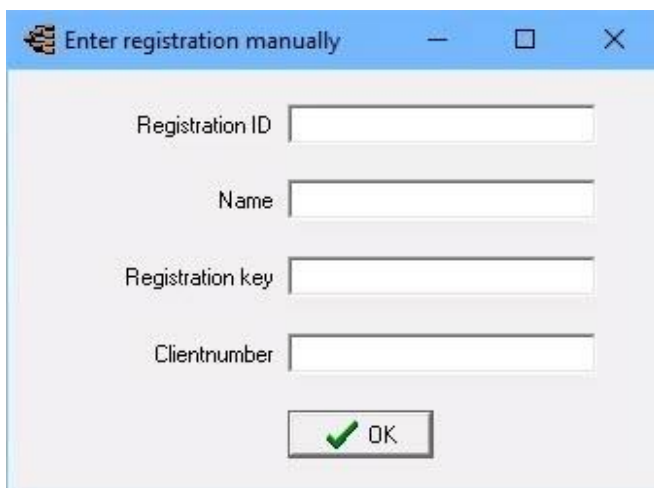 Enter registration manually
Registration ID
Name
Registration key
Clientnumber
OK